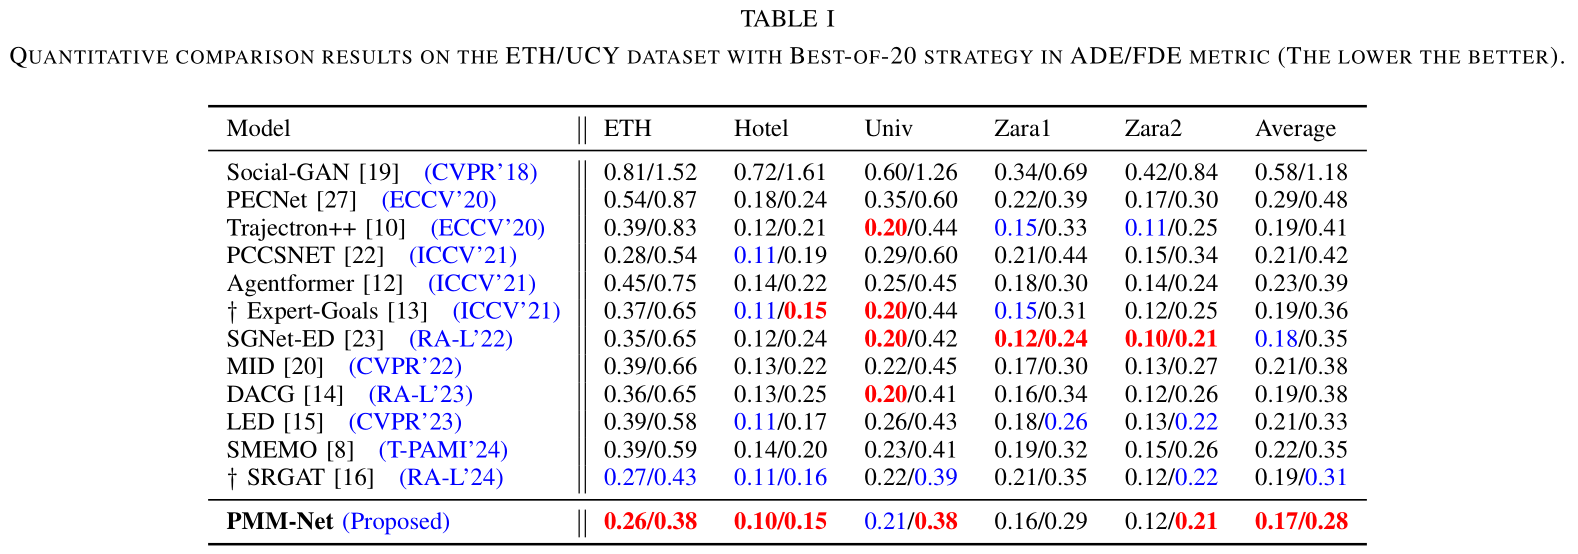 TABLE I
QUANTITATIVE COMPARISON RESULTS ON THE ETH/UCY DATASET WITH BEST-OF-20 STRATEGY IN ADE/FDE METRIC (THE LOWER THE BETTER).
Model ETH Hotel Univ Zara1 Zara2 Average
Social-GAN [19] (CVPR'18) 0.81/1.52 0.72/1.61 0.60/1.26 0.34/0.69 0.42/0.84 0.58/1.18
PECNet [27] (ECCV'20) 0.54/0.87 0.18/0.24 0.35/0.60 0.22/0.39 0.17/0.30 0.29/0.48
Trajectron++ [10] (ECCV'20) 0.39/0.83 0.12/0.21 0.20/0.44 0.15/0.33 0.11/0.25 0.19/0.41
PCCSNET [22] (ICCV'21) 0.28/0.54 0.11/0.19 0.29/0.60 0.21/0.44 0.15/0.34 0.21/0.42
Agentformer [12] (ICCV'21) 0.45/0.75 0.14/0.22 0.25/0.45 0.18/0.30 0.14/0.24 0.23/0.39
† Expert-Goals [13] (ICCV'21) 0.37/0.65 0.11/0.15 0.20/0.44 0.15/0.31 0.12/0.25 0.19/0.36
SGNet-ED [23] (RA-L'22) 0.35/0.65 0.12/0.24 0.20/0.42 0.12/0.24 0.10/0.21 0.18/0.35
MID [20] (CVPR'22) 0.39/0.66 0.13/0.22 0.22/0.45 0.17/0.30 0.13/0.27 0.21/0.38
DACG [14] (RA-L'23) 0.36/0.65 0.13/0.25 0.20/0.41 0.16/0.34 0.12/0.26 0.19/0.38
LED [15] (CVPR'23) 0.39/0.58 0.11/0.17 0.26/0.43 0.18/0.26 0.13/0.22 0.21/0.33
SMEMO [8] (T-PAMI'24) 0.39/0.59 0.14/0.20 0.23/0.41 0.19/0.32 0.15/0.26 0.22/0.35
† SRGAT [16] (RA-L'24) 0.27/0.43 0.11/0.16 0.22/0.39 0.21/0.35 0.12/0.22 0.19/0.31
PMM-Net (Proposed) 0.26/0.38 0.10/0.15 0.21/0.38 0.16/0.29 0.12/0.21 0.17/0.28